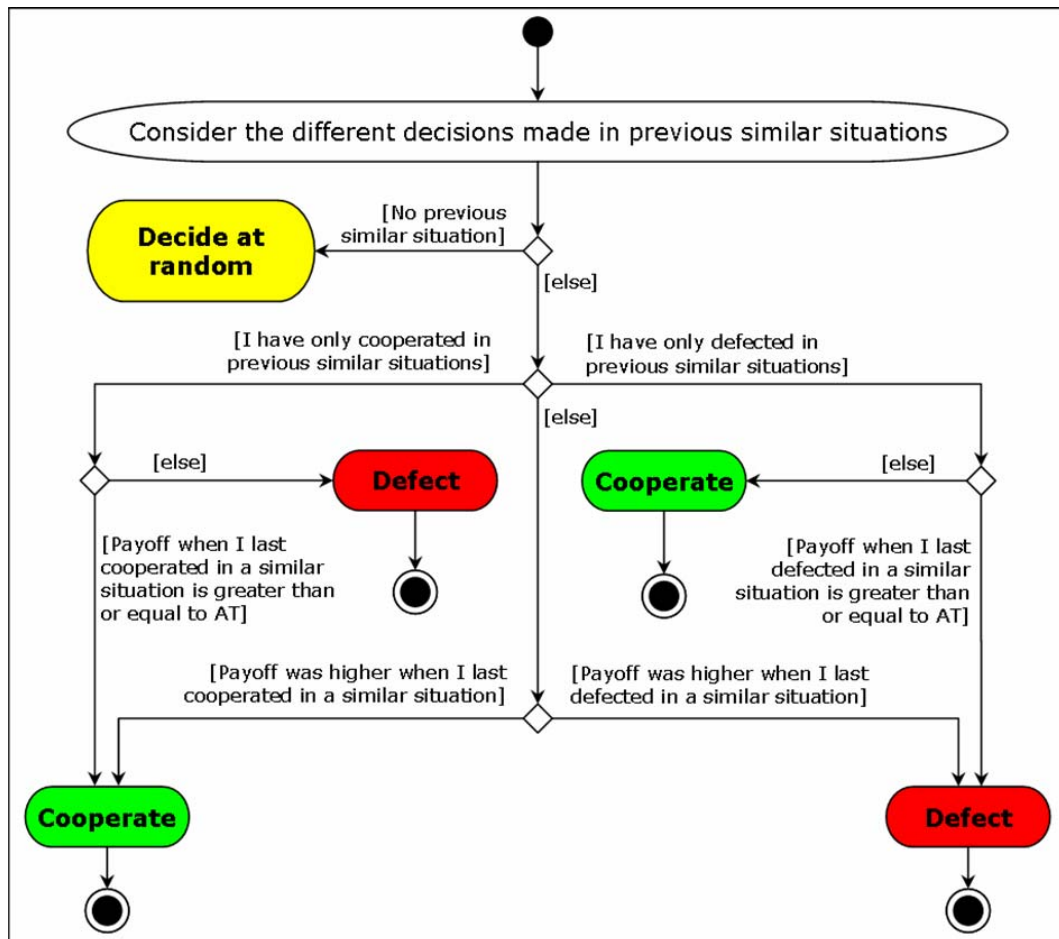 Consider the different decisions made in previous similar situations
[No previous
similar situation]
Decide at
random
[else]
[I have only cooperated in
previous similar situations]
[I have only defected in
previous similar situations]
[else]
[else]
Defect
Cooperate
[else]
[Payoff when I last
cooperated in a similar
situation is greater than
or equal to AT]
[Payoff when I last
defected in a similar
situation is greater than
or equal to AT]
[Payoff was higher when I last
cooperated in a similar situation]
[Payoff was higher when I last
defected in a similar situation]
Cooperate
Defect